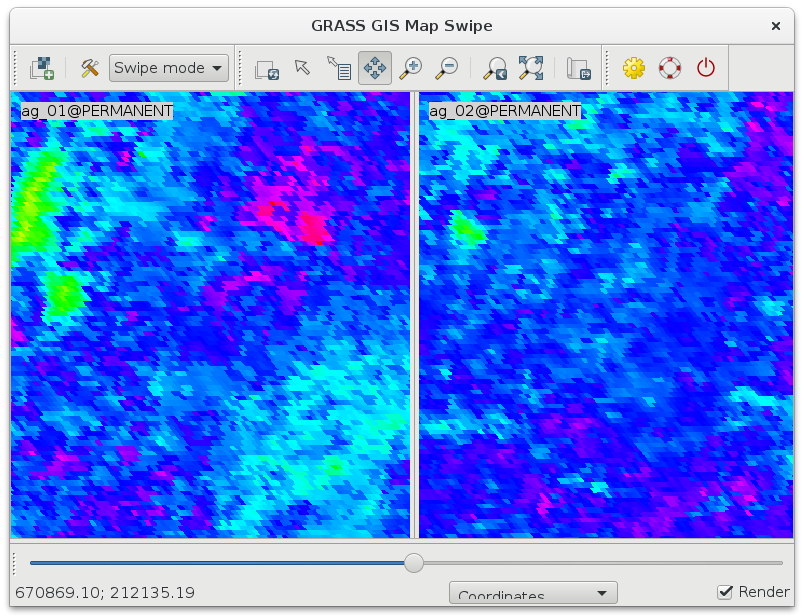 GRASS GIS Map Swipe
Swipe mode
ag_01@PERMANENT
ag_02@PERMANENT
670869.10; 212135.19
Coordinates
Render